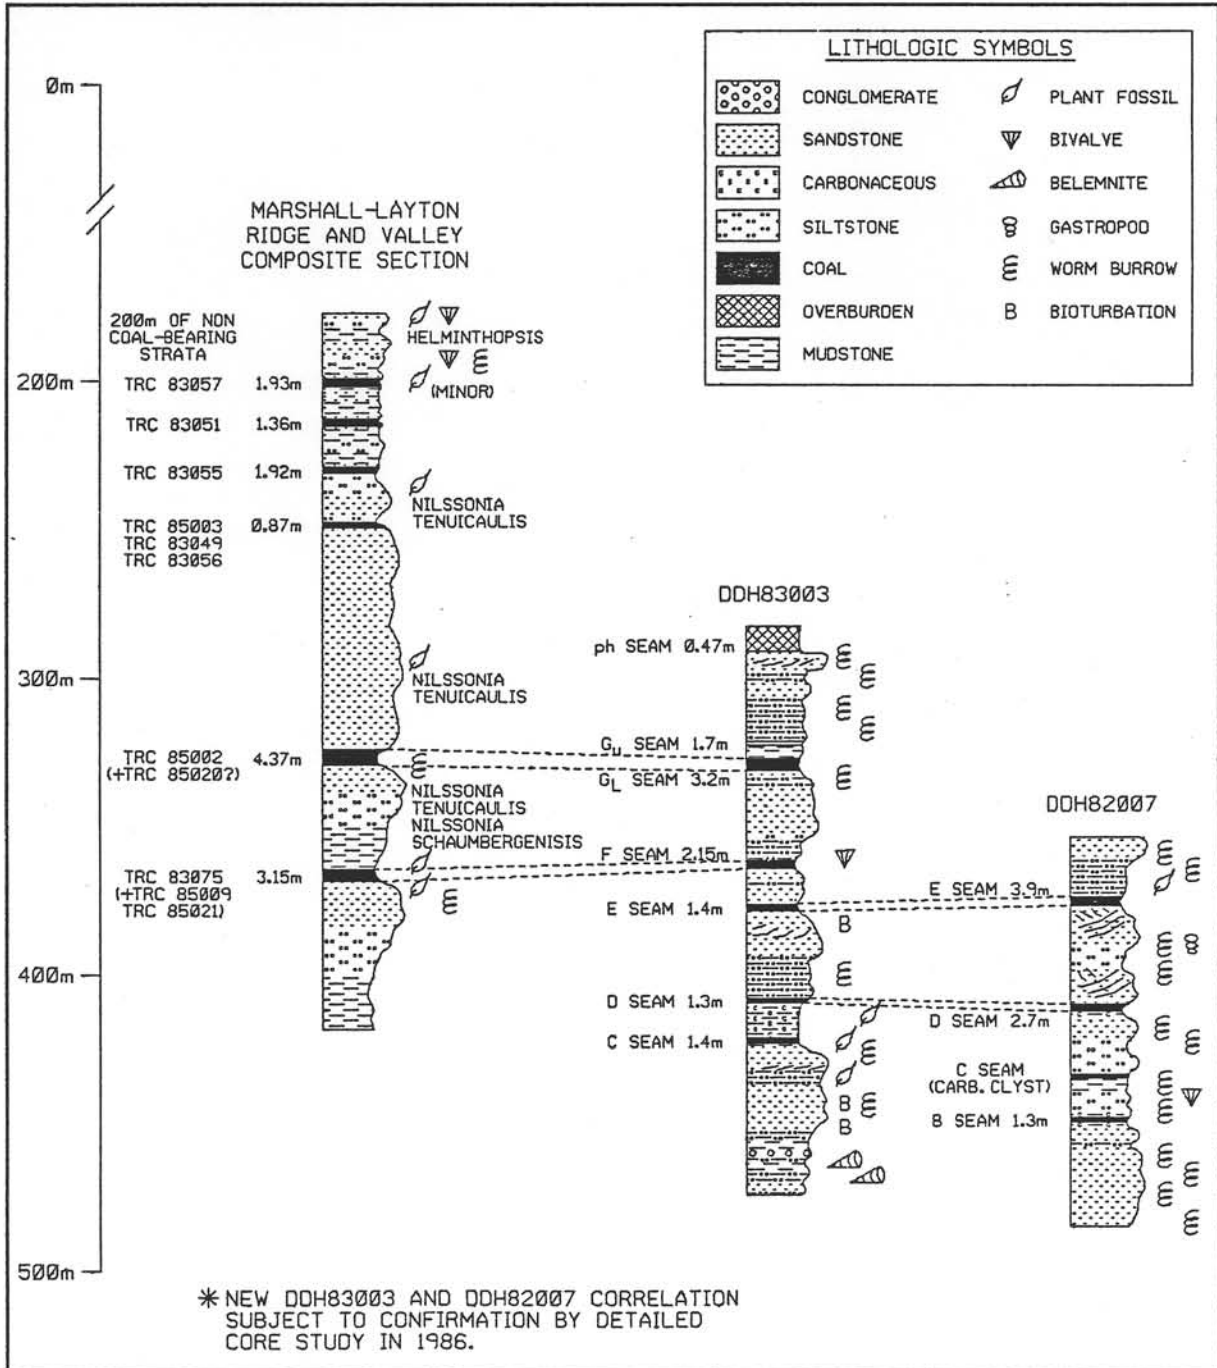 LITHOLOGIC SYMBOLS
CONGLOMERATE
PLANT FOSSIL
SANDSTONE
BIVALVE
CARBONACEOUS
BELEMNITE
SILTSTONE
GASTROPOD
COAL
WORM BURROW
OVERBURDEN
B BIOTURBATION
MUDSTONE
0m
200m
300m
400m
500m
MARSHALL-LAYTON
RIDGE AND VALLEY
COMPOSITE SECTION
200m OF NON
COAL-BEARING
STRATA
HELMINTHOPSIS
TRC 83057 1.93m
(MINOR)
TRC 83051 1.36m
TRC 83055 1.92m
NILSSONIA
TENUICAULIS
TRC 85003 0.87m
TRC 83049
TRC 83056
NILSSONIA
TENUICAULIS
TRC 85002 4.37m
(+TRC 85020?)
NILSSONIA
TENUICAULIS
NILSSONIA
SCHAUMBERGENISIS
TRC 83075 3.15m
(+TRC 85009
TRC 85021)
DDH83003
ph SEAM 0.47m
GU SEAM 1.7m
GL SEAM 3.2m
F SEAM 2.15m
E SEAM 1.4m
B
D SEAM 1.3m
C SEAM 1.4m
B
B
DDH82007
E SEAM 3.9m
D SEAM 2.7m
C SEAM
(CARB. CLYST)
B SEAM 1.3m
* NEW DDH83003 AND DDH82007 CORRELATION
SUBJECT TO CONFIRMATION BY DETAILED
CORE STUDY IN 1986.